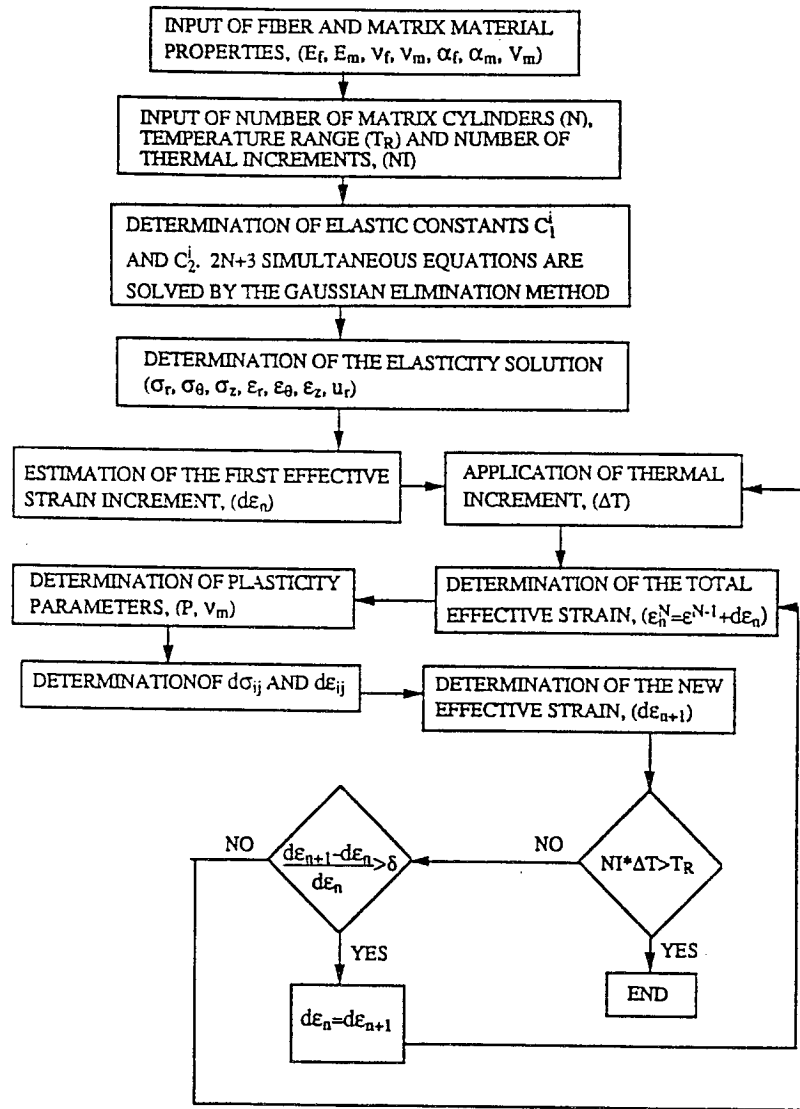 INPUT OF FIBER AND MATRIX MATERIAL
PROPERTIES, (Ef, Em, νf, νm, αf, αm, Vm)
INPUT OF NUMBER OF MATRIX CYLINDERS (N),
TEMPERATURE RANGE (TR) AND NUMBER OF
THERMAL INCREMENTS, (NI)
DETERMINATION OF ELASTIC CONSTANTS C₁ⁱ
AND C₂ⁱ. 2N+3 SIMULTANEOUS EQUATIONS ARE
SOLVED BY THE GAUSSIAN ELIMINATION METHOD
DETERMINATION OF THE ELASTICITY SOLUTION
(σr, σθ, σz, εr, εθ, εz, ur)
ESTIMATION OF THE FIRST EFFECTIVE
STRAIN INCREMENT, (dεn)
APPLICATION OF THERMAL
INCREMENT, (ΔT)
DETERMINATION OF PLASTICITY
PARAMETERS, (P, νm)
DETERMINATION OF THE TOTAL
EFFECTIVE STRAIN, (εnᴺ=εᴺ⁻¹+dεn)
DETERMINATIONOF dσij AND dεij
DETERMINATION OF THE NEW
EFFECTIVE STRAIN, (dεn+1)
NO
dεn+1-dεn
dεn
>δ
NO
NI*ΔT>TR
YES
YES
dεn=dεn+1
END